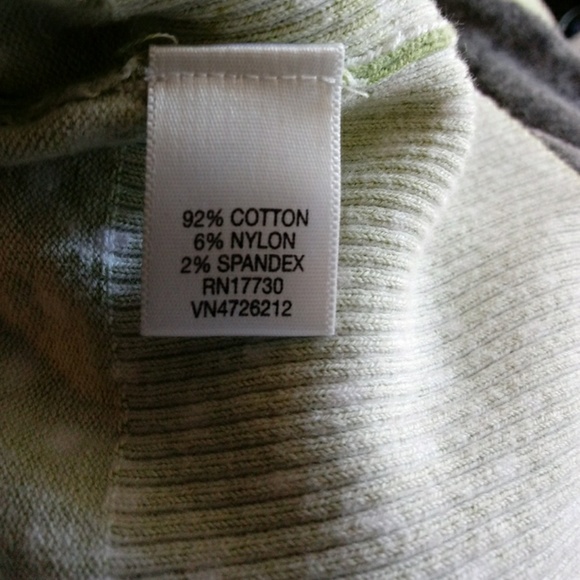 92% COTTON
6% NYLON
2% SPANDEX
RN17730
VN4726212